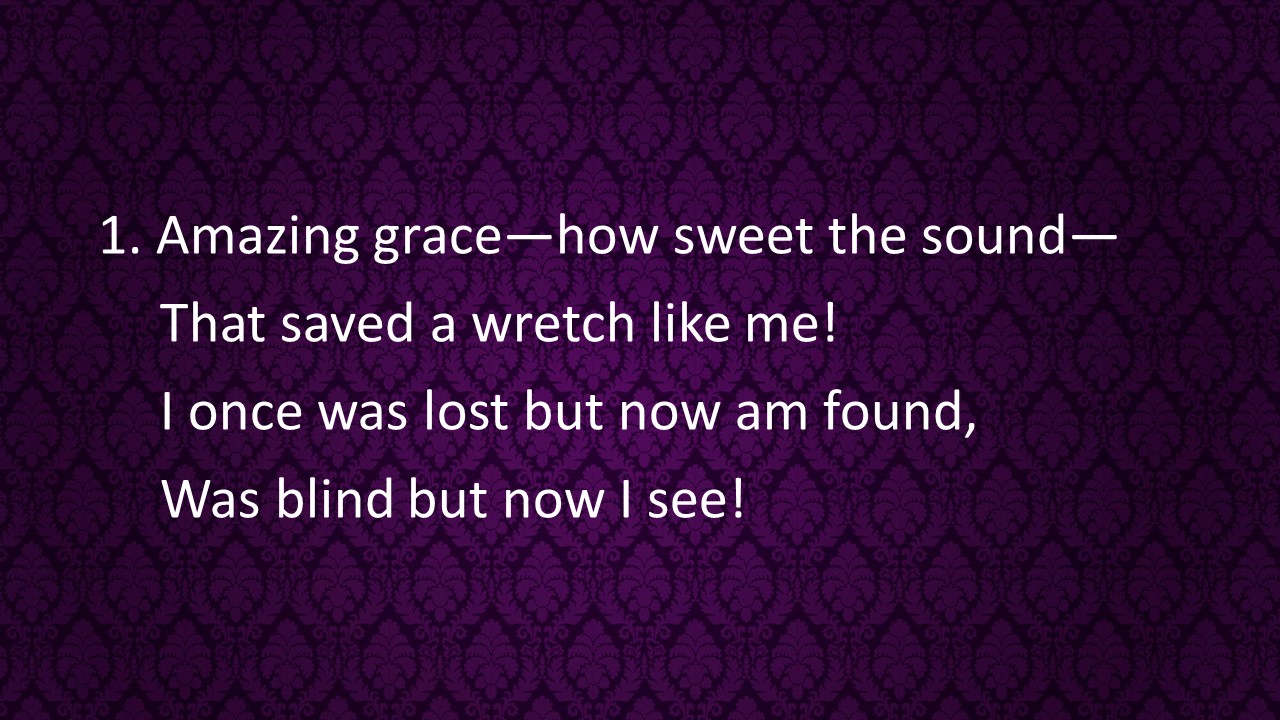 1. Amazing grace—how sweet the sound—
That saved a wretch like me!
I once was lost but now am found,
Was blind but now I see!